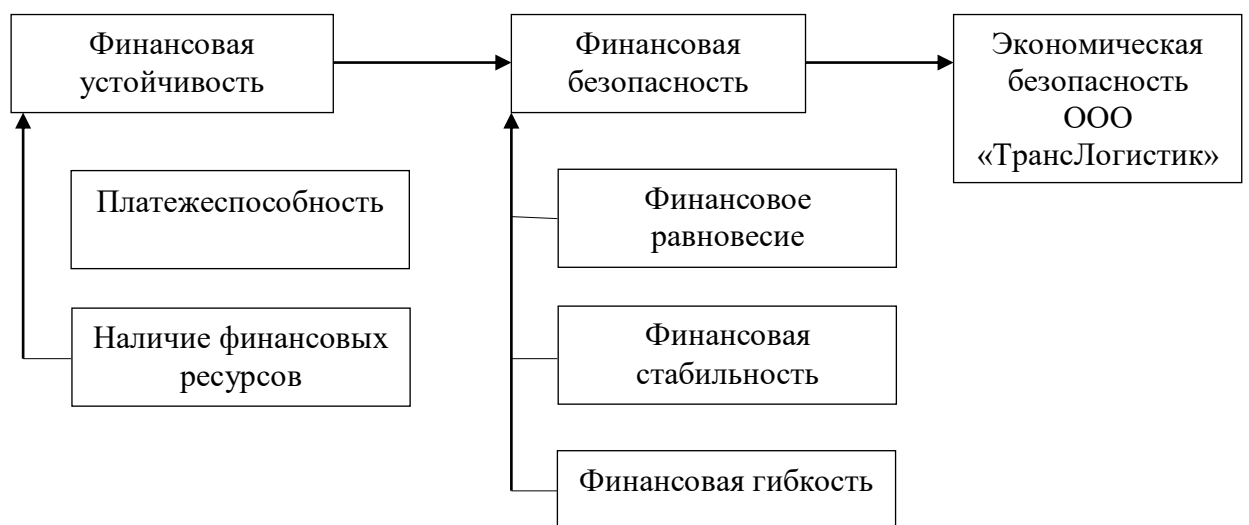 Финансовая
устойчивость
Финансовая
безопасность
Экономическая
безопасность
ООО
«ТрансЛогистик»
Платежеспособность
Наличие финансовых
ресурсов
Финансовое
равновесие
Финансовая
стабильность
Финансовая гибкость